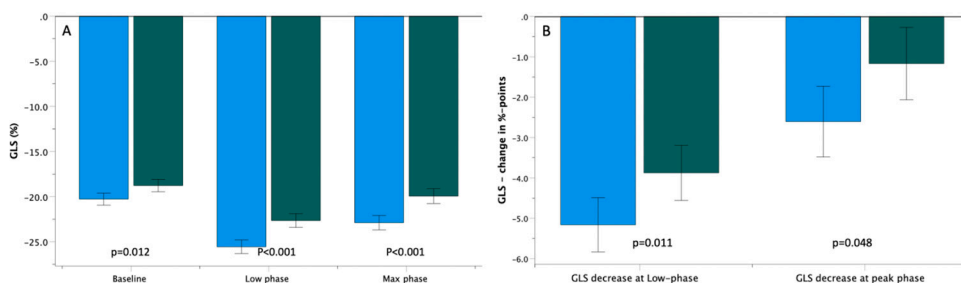 A
GLS (%)
.0
-5.0
-10.0
-15.0
-20.0
-25.0
p=0.012
P<0.001
P<0.001
Baseline
Low phase
Max phase
B
GLS - change in %-points
.0
-1.0
-2.0
-3.0
-4.0
-5.0
-6.0
p=0.011
p=0.048
GLS decrease at Low-phase
GLS decrease at peak phase